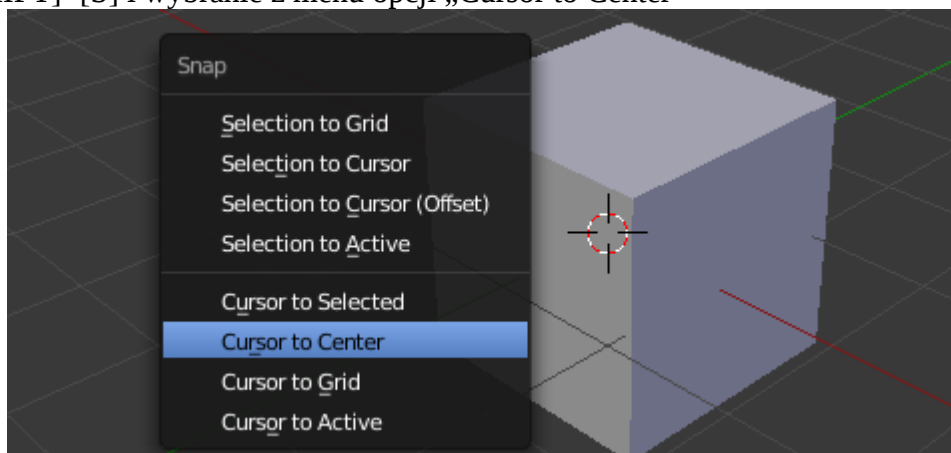 i wybranie z menu opcji „Cursor to Center
Snap
Selection to Grid
Selection to Cursor
Selection to Cursor (Offset)
Selection to Active
Cursor to Selected
Cursor to Center
Cursor to Grid
Cursor to Active